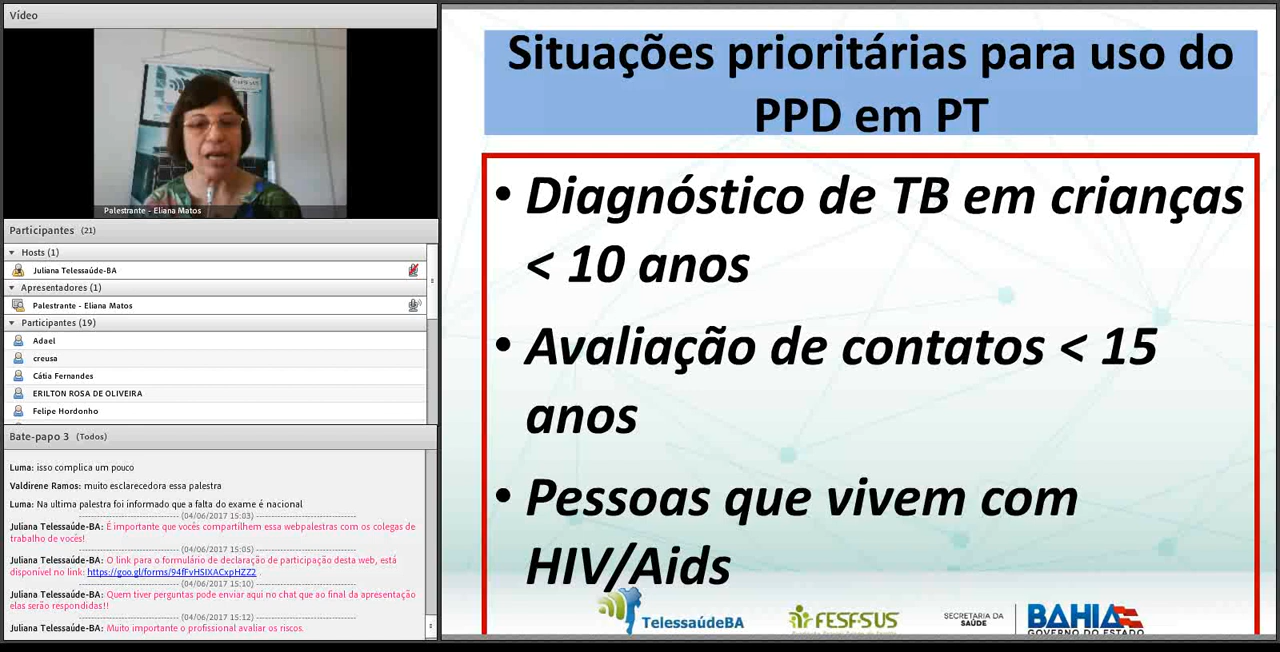 Vídeo
Palestrante - Eliana Matos
Participantes (21)
Hosts (1)
Juliana Telessaúde-BA
Apresentadores (1)
Palestrante - Eliana Matos
Participantes (19)
Adael
creusa
Cátia Fernandes
ERILTON ROSA DE OLIVEIRA
Felipe Hordonho
Bate-papo 3 (Todos)
Luma: isso complica um pouco
Valdirene Ramos: muito esclarecedora essa palestra
Luma: Na ultima palestra foi informado que a falta do exame é nacional
(04/06/2017 15:03)
Juliana Telessaúde-BA: É importante que vocês compartilhem essa webpalestras com os colegas de
trabalho de vocês!
(04/06/2017 15:05)
Juliana Telessaúde-BA: O link para o formulário de declaração de participação desta web, está
disponível no link: https://goo.gl/forms/94fFvHSIXACxpHZZ2
(04/06/2017 15:10)
Juliana Telessaúde-BA: Quem tiver perguntas pode enviar aqui no chat que ao final da apresentação
elas serão respondidas!!
(04/06/2017 15:12)
Juliana Telessaúde-BA: Muito importante o profissional avaliar os riscos.
Situações prioritárias para uso do
PPD em PT
• Diagnóstico de TB em crianças
< 10 anos
• Avaliação de contatos < 15
anos
• Pessoas que vivem com
HIV/Aids
TelessaúdeBA
FESF-SUS
SECRETARIA DA
SAÚDE
BAHIA
GOVERNO DO ESTADO